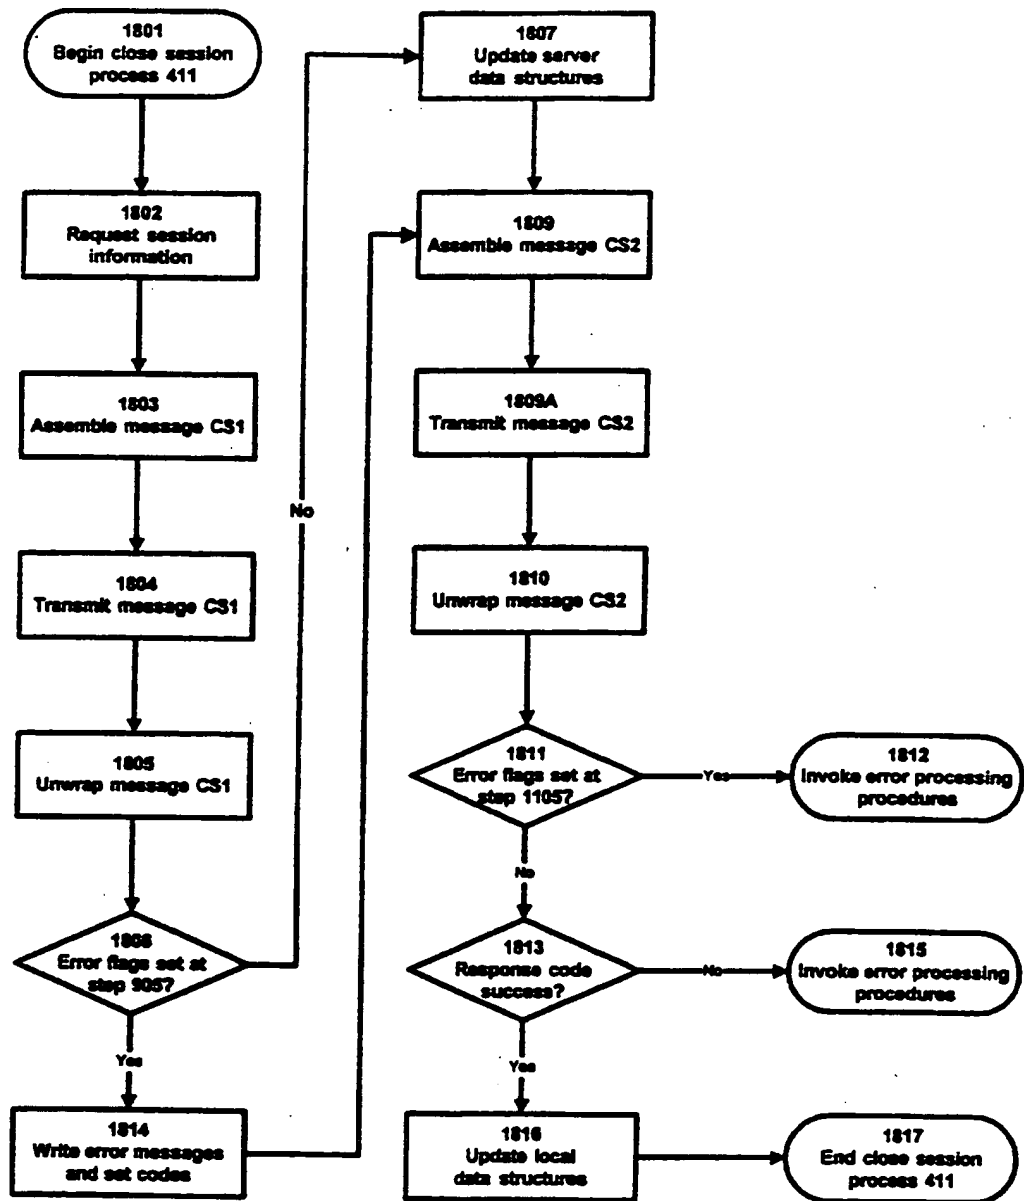 1801
Begin close session
process 411
1802
Request session
information
1803
Assemble message CS1
1804
Transmit message CS1
1805
Unwrap message CS1
1806
Error flags set at
step 905?
No
Yes
1814
Write error messages
and set codes
1807
Update server
data structures
1809
Assemble message CS2
1809A
Transmit message CS2
1810
Unwrap message CS2
1811
Error flags set at
step 1105?
Yes
1812
Invoke error processing
procedures
No
1813
Response code
success?
No
1815
Invoke error processing
procedures
Yes
1816
Update local
data structures
1817
End close session
process 411